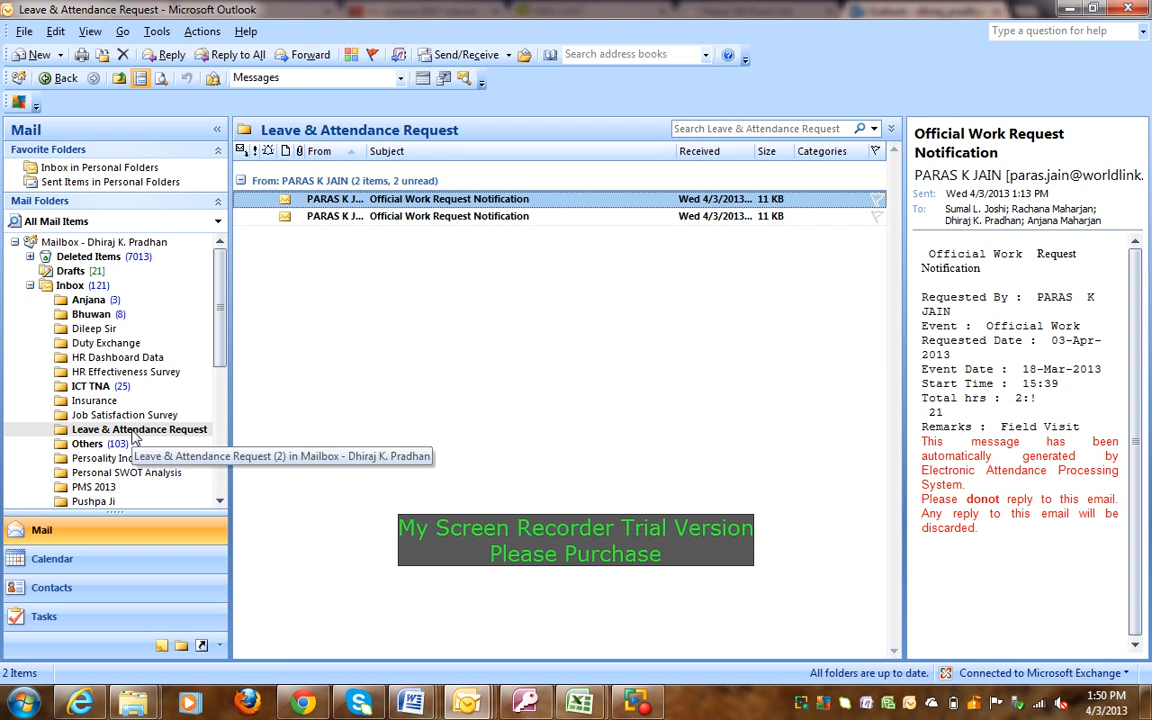 Leave & Attendance Request - Microsoft Outlook
File Edit View Go Tools Actions Help
Type a question for help
New Reply Reply to All Forward Send/Receive Search address books
Back Messages
Mail
Favorite Folders
Inbox in Personal Folders
Sent Items in Personal Folders
Mail Folders
All Mail Items
Mailbox - Dhiraj K. Pradhan
Deleted Items (7013)
Drafts [21]
Inbox (121)
Anjana (3)
Bhuwan (8)
Dileep Sir
Duty Exchange
HR Dashboard Data
HR Effectiveness Survey
ICT TNA (25)
Insurance
Job Satisfaction Survey
Leave & Attendance Request
Others (103)
Leave & Attendance Request (2) in Mailbox - Dhiraj K. Pradhan
Persoality Inc
Personal SWOT Analysis
PMS 2013
Pushpa Ji
Mail
Calendar
Contacts
Tasks
Leave & Attendance Request
Search Leave & Attendance Request
From Subject Received Size Categories
From: PARAS K JAIN (2 items, 2 unread)
PARAS K J... Official Work Request Notification Wed 4/3/2013... 11 KB
PARAS K J... Official Work Request Notification Wed 4/3/2013... 11 KB
My Screen Recorder Trial Version
Please Purchase
Official Work Request
Notification
PARAS K JAIN [paras.jain@worldlink.
Sent: Wed 4/3/2013 1:13 PM
To: Sumal L. Joshi; Rachana Maharjan;
Dhiraj K. Pradhan; Anjana Maharjan
Official Work Request
Notification
Requested By : PARAS K
JAIN
Event : Official Work
Requested Date : 03-Apr-
2013
Event Date : 18-Mar-2013
Start Time : 15:39
Total hrs : 2:!
21
Remarks : Field Visit
This message has been
automatically generated by
Electronic Attendance Processing
System.
Please donot reply to this email.
Any reply to this email will be
discarded.
2 Items
All folders are up to date.
Connected to Microsoft Exchange
1:50 PM
4/3/2013